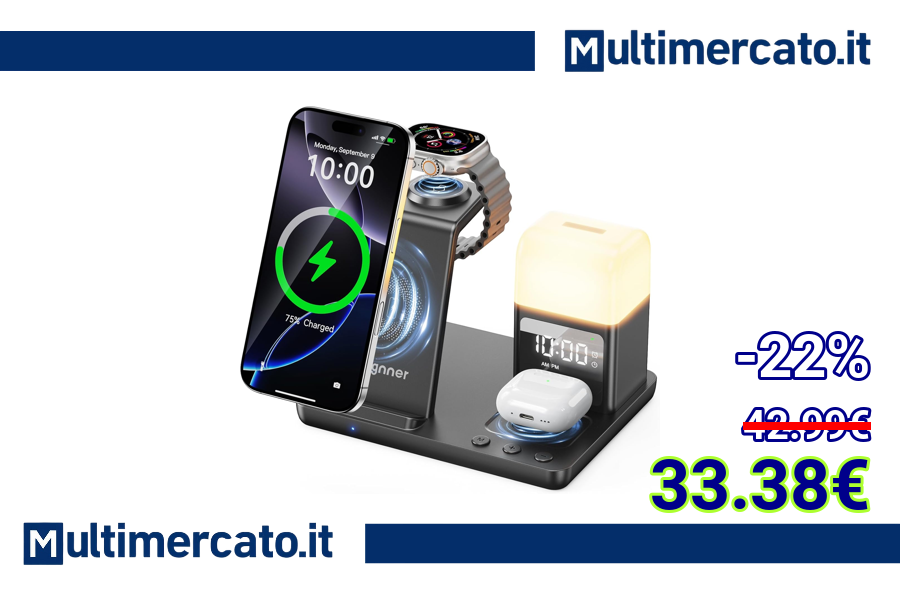 Multimercato.it
Monday, September 9
10:00
75% Charged
10:00
AM PM
-22%
42.99€
33.38€
Multimercato.it